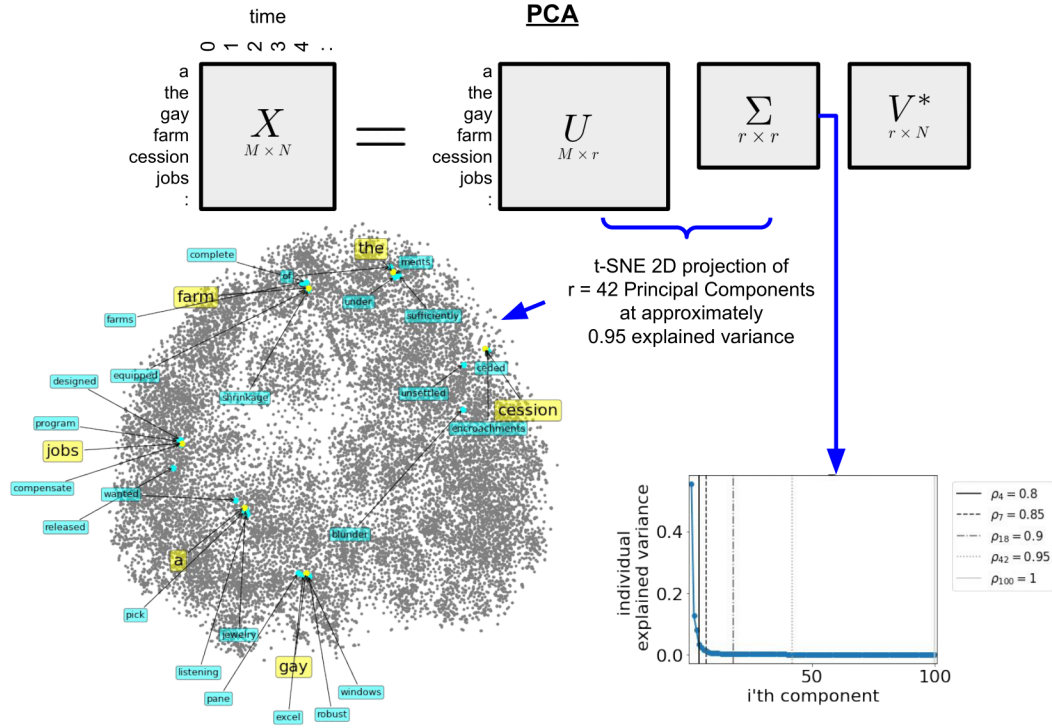 PCA
time
0 1 2 3 4 :
a
the
gay
farm
cession
jobs
:
X
M × N
=
a
the
gay
farm
cession
jobs
:
U
M × r
Σ
r × r
V*
r × N
t-SNE 2D projection of
r = 42 Principal Components
at approximately
0.95 explained variance
complete
the
ments
of
farm
under
farms
sufficiently
equipped
ceded
designed
shrinkage
unsettled
cession
program
encroachments
jobs
compensate
wanted
released
blunder
a
pick
jewelry
listening
gay
pane
windows
excel
robust
individual
explained variance
0.4
0.2
0.0
50
100
i'th component
ρ4 = 0.8
ρ7 = 0.85
ρ18 = 0.9
ρ42 = 0.95
ρ100 = 1